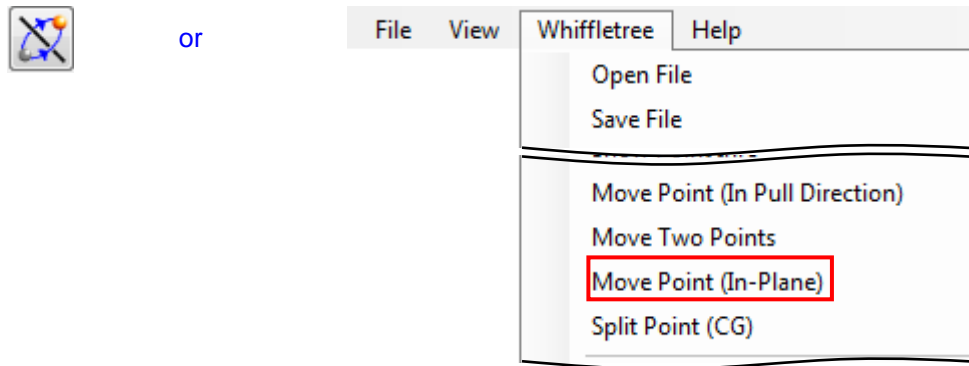 or
File View Whiffletree Help
Open File
Save File
Move Point (In Pull Direction)
Move Two Points
Move Point (In-Plane)
Split Point (CG)